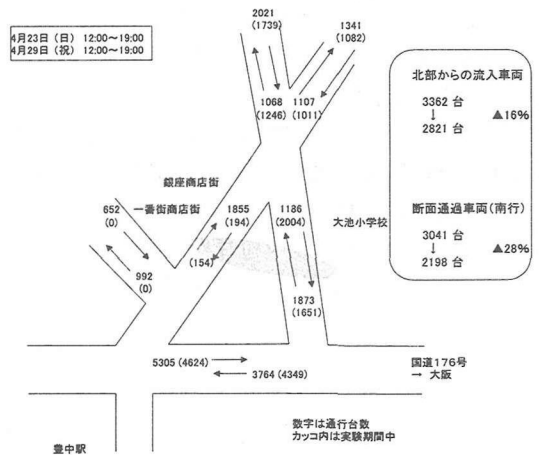 4月23日（日）12:00～19:00
4月29日（祝）12:00～19:00
2021
(1739)
1341
(1082)
1068
(1246)
1107
(1011)
北部からの流入車両
3362 台
↓
2821 台
▲16%
断面通過車両(南行)
3041 台
↓
2198 台
▲28%
銀座商店街
一番街商店街
652
(0)
1855
(194)
1186
(2004)
大池小学校
(154)
992
(0)
1873
(1651)
5305 (4624)
3764 (4349)
国道176号
→ 大阪
数字は通行台数
カッコ内は実験期間中
豊中駅